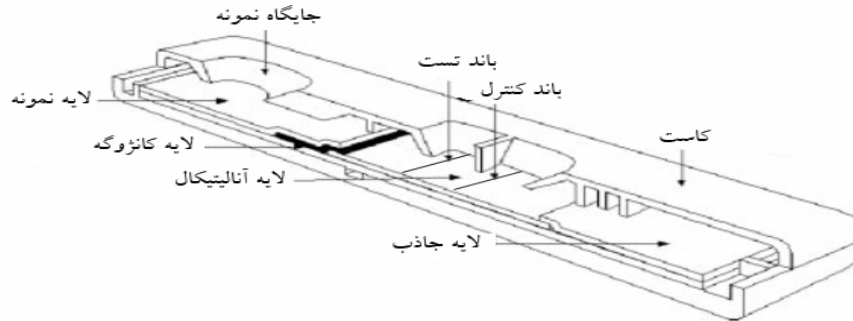 جایگاه نمونه
باند تست
باند کنترل
لایه نمونه
کاست
لایه کانژوگه
لایه آنالیتیکال
لایه جاذب